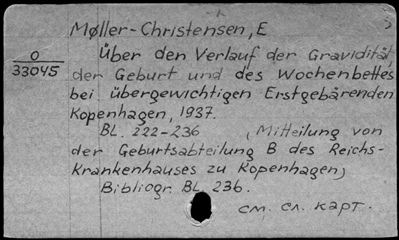 Møller-Christensen, E
O
33045
Über den Verlauf der Gravidität,
der Geburt und des Wochenbettes
bei übergewichtigen Erstgebärenden
Kopenhagen, 1937.
BL. 222-236 (Mitteilung von
der Geburtsabteilung B des Reichs-
krankenhauses zu Kopenhagen)
Bibliogr. BL. 236.
см. сл. карт.